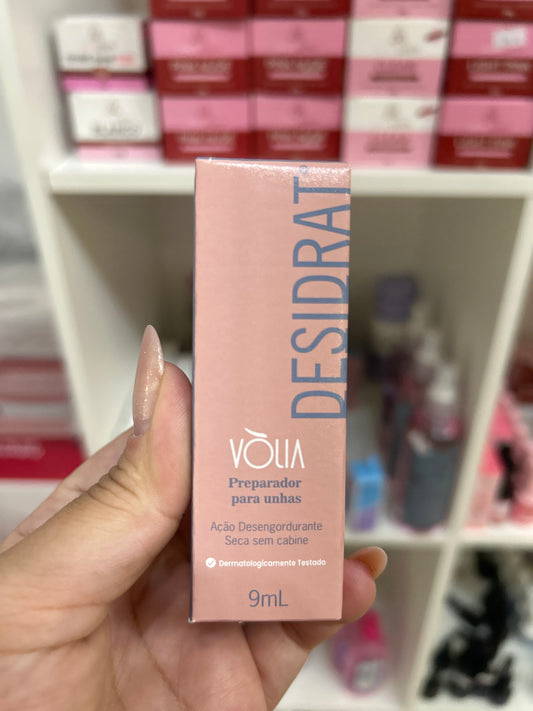 DESIDRAT®
VÒLIA
Preparador
para unhas
Ação Desengordurante
Seca sem cabine
Dermatologicamente Testado
9mL